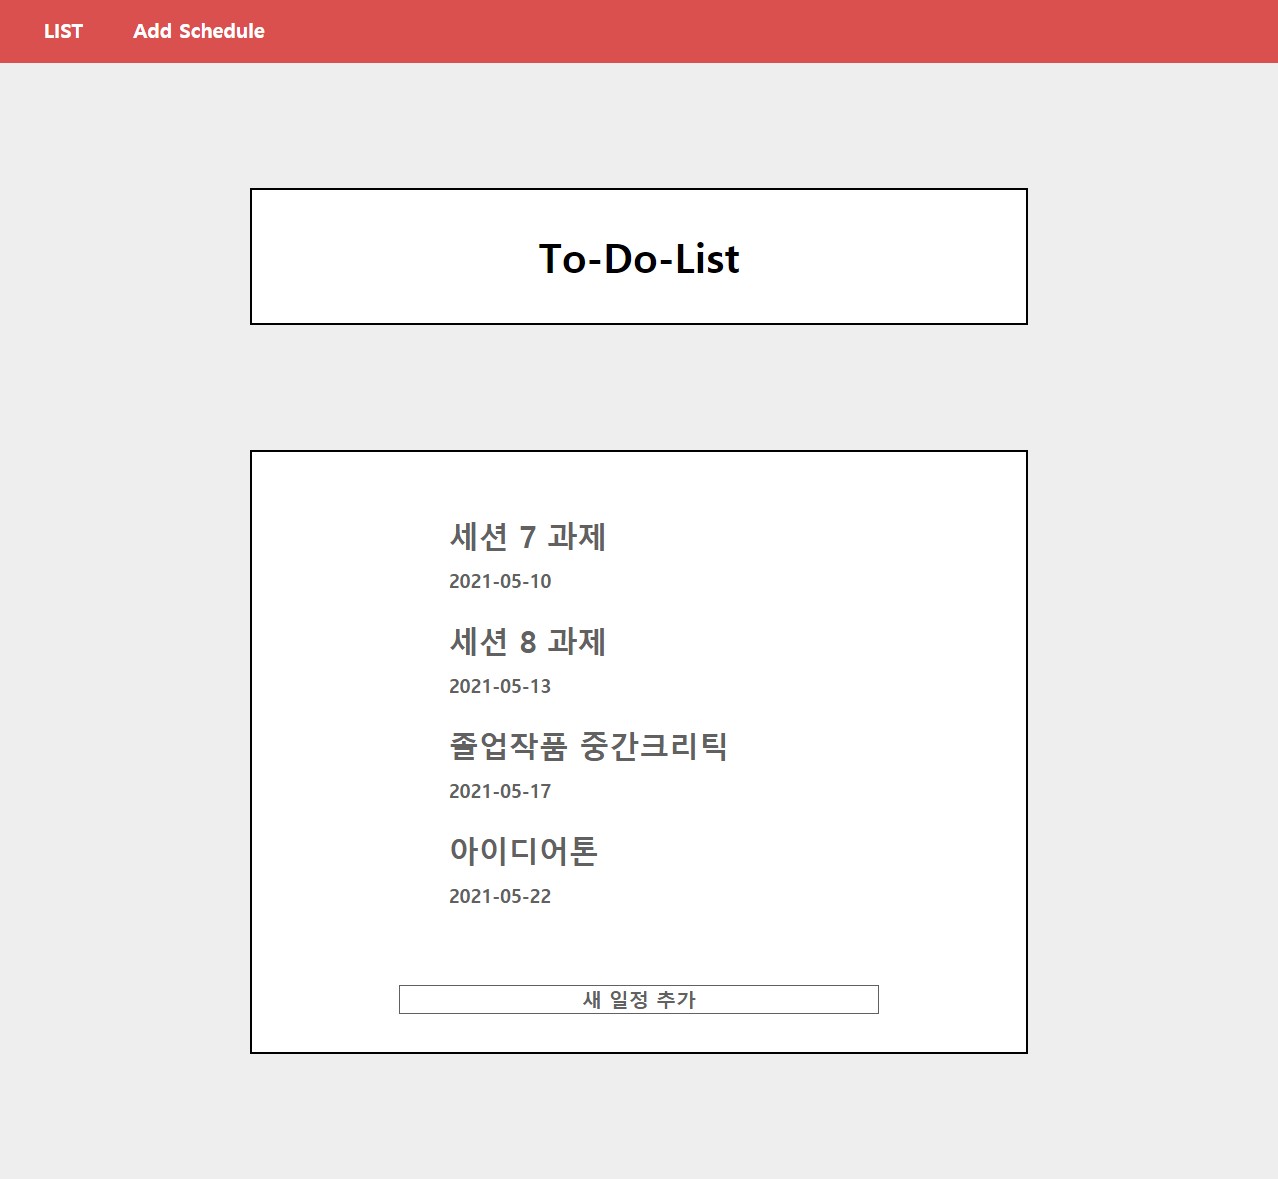 LIST Add Schedule
To-Do-List
세션 7 과제
2021-05-10
세션 8 과제
2021-05-13
졸업작품 중간크리틱
2021-05-17
아이디어톤
2021-05-22
새 일정 추가